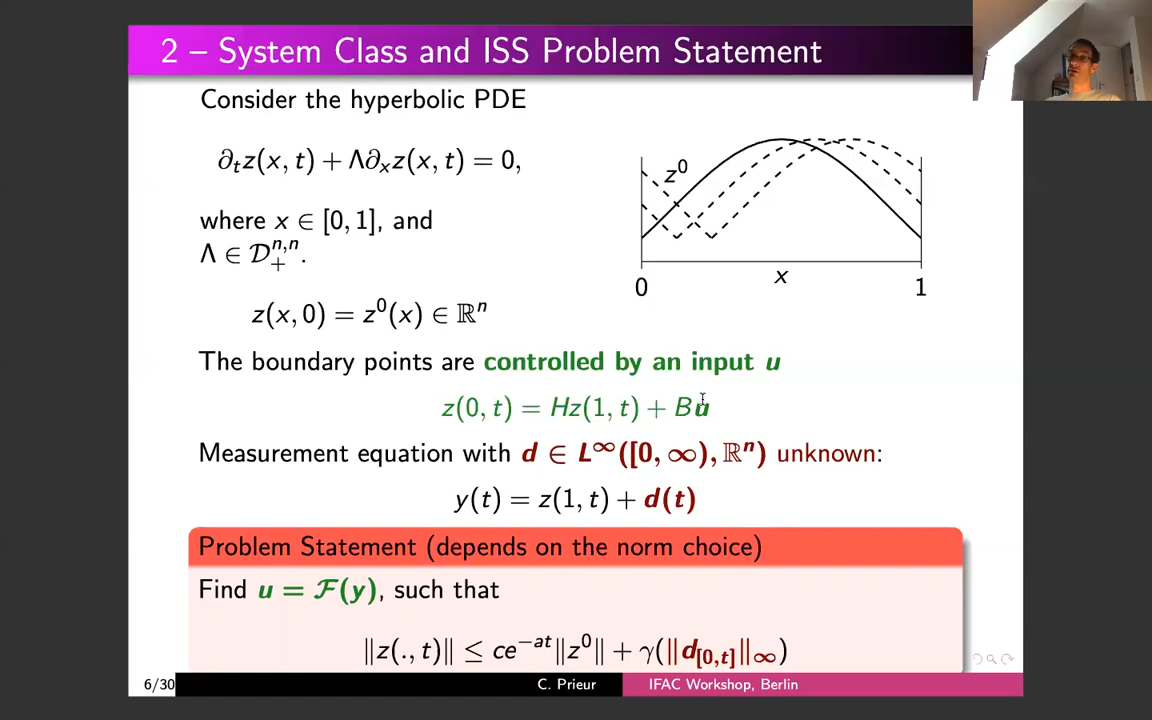 2 – System Class and ISS Problem Statement
Consider the hyperbolic PDE
∂ₜz(x, t) + Λ∂ₓz(x, t) = 0,
where x ∈ [0, 1], and
Λ ∈ 𝒟₊ⁿ,ⁿ.
z(x, 0) = z⁰(x) ∈ ℝⁿ
z⁰
x
0 1
The boundary points are controlled by an input u
z(0, t) = Hz(1, t) + Bu
Measurement equation with d ∈ L^∞([0, ∞), ℝⁿ) unknown:
y(t) = z(1, t) + d(t)
Problem Statement (depends on the norm choice)
Find u = ℱ(y), such that
‖z(., t)‖ ≤ ce^{-at}‖z⁰‖ + γ(‖d_{[0,t]}‖_∞)
6/30 C. Prieur IFAC Workshop, Berlin